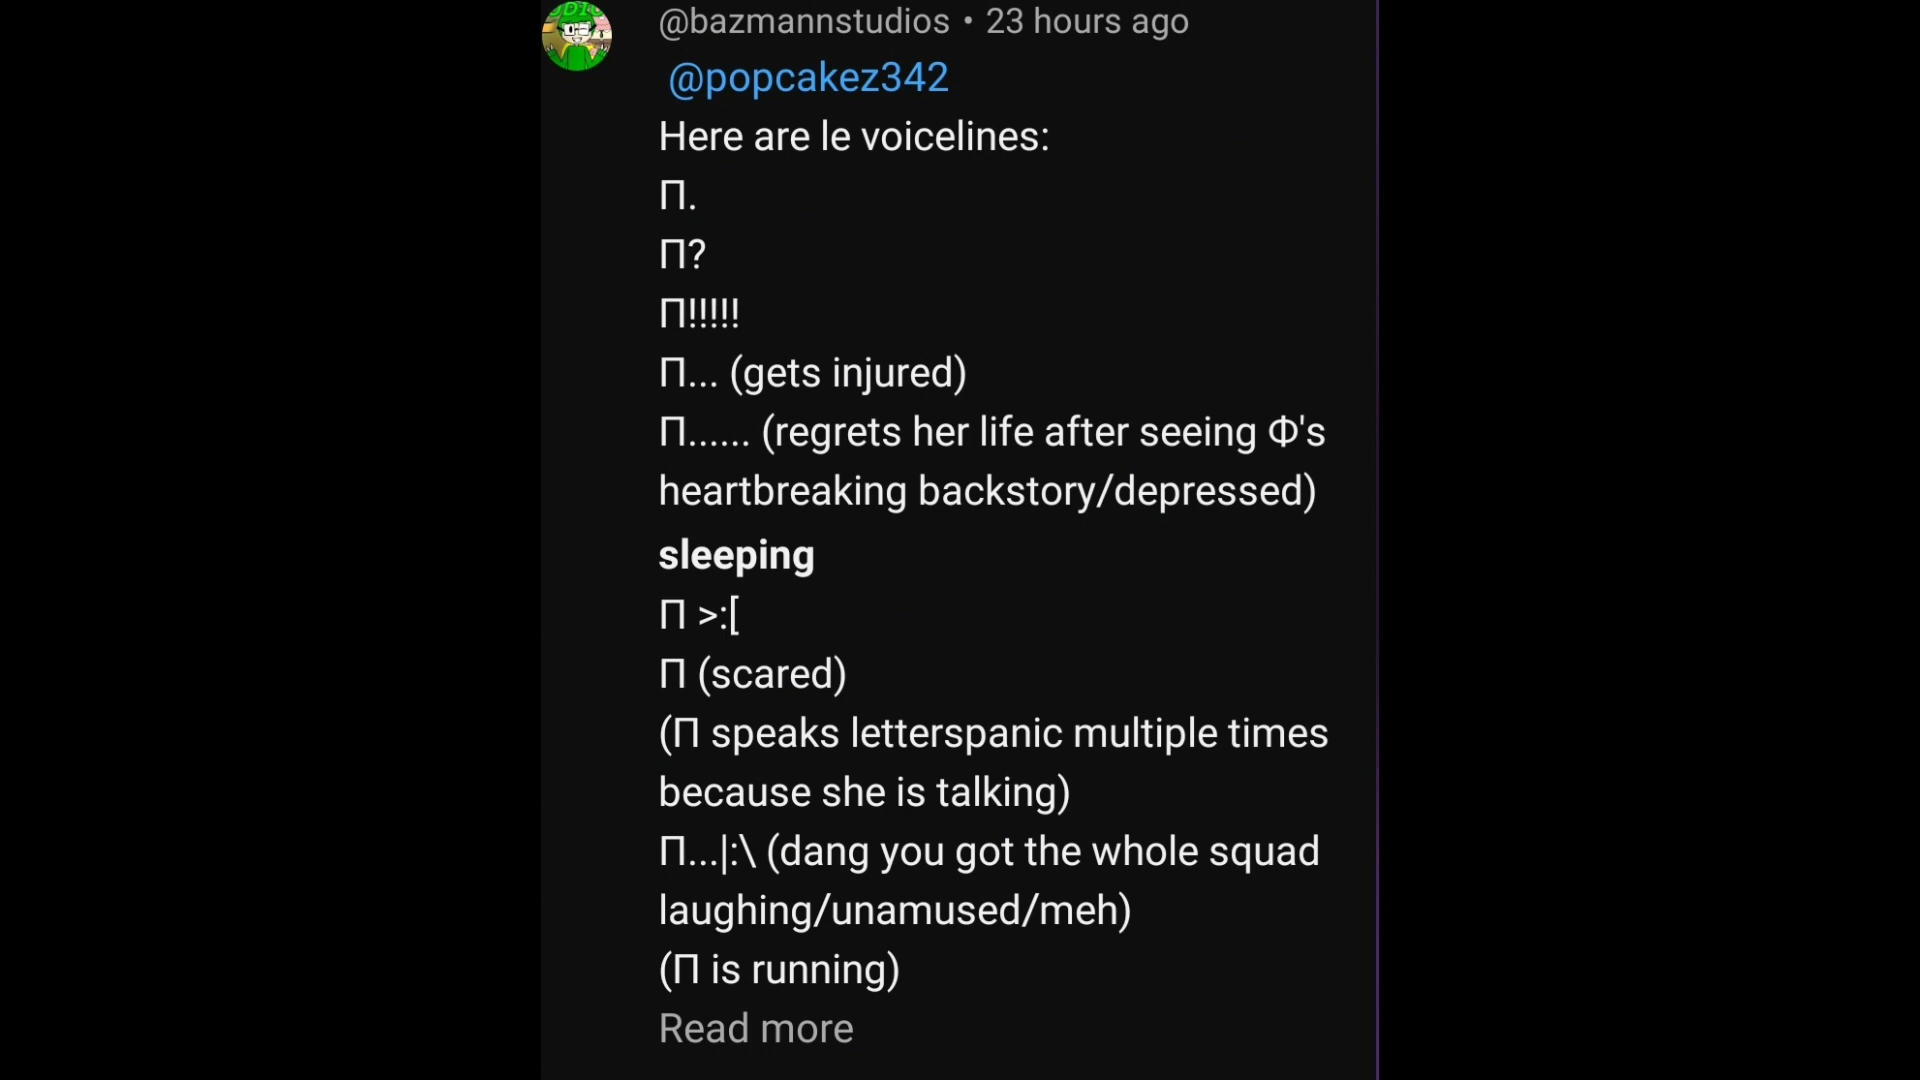 @bazmannstudios • 23 hours ago
@popcakez342
Here are le voicelines:
П.
П?
П!!!!!
П... (gets injured)
П...... (regrets her life after seeing Ф's
heartbreaking backstory/depressed)
sleeping
П >:[
П (scared)
(П speaks letterspanic multiple times
because she is talking)
П...|:\ (dang you got the whole squad
laughing/unamused/meh)
(П is running)
Read more